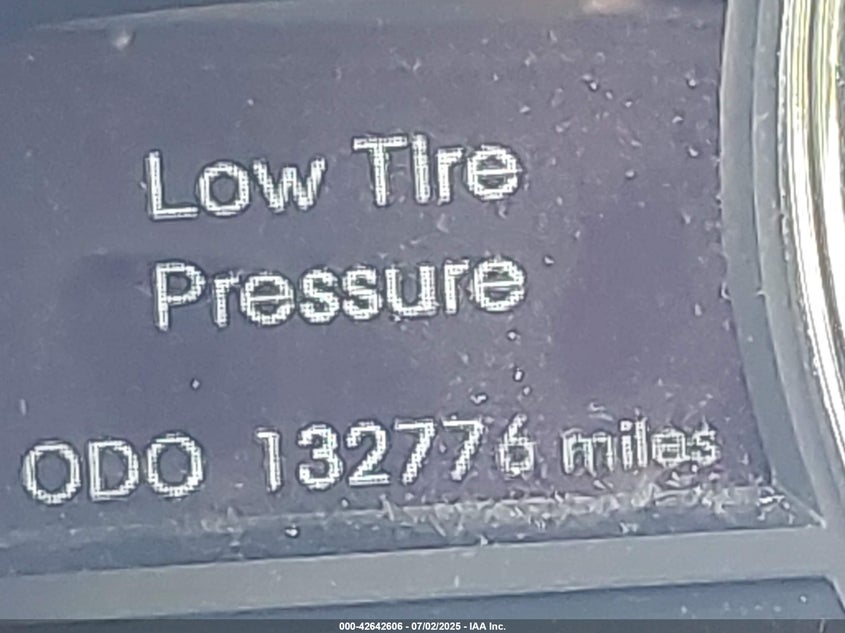 Low Tire
Pressure
ODO 132776 miles
000-42642606 - 07/02/2025 - IAA Inc.